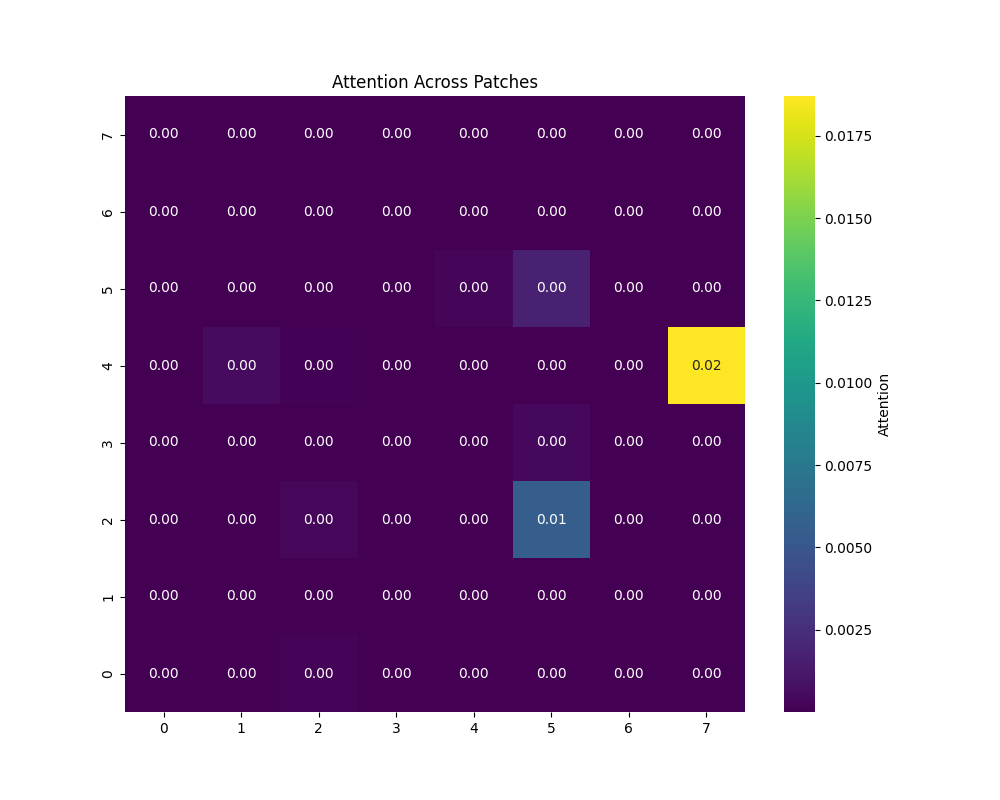 Attention Across Patches
7 0.00 0.00 0.00 0.00 0.00 0.00 0.00 0.00
6 0.00 0.00 0.00 0.00 0.00 0.00 0.00 0.00
5 0.00 0.00 0.00 0.00 0.00 0.00 0.00 0.00
4 0.00 0.00 0.00 0.00 0.00 0.00 0.00 0.02
3 0.00 0.00 0.00 0.00 0.00 0.00 0.00 0.00
2 0.00 0.00 0.00 0.00 0.00 0.01 0.00 0.00
1 0.00 0.00 0.00 0.00 0.00 0.00 0.00 0.00
0 0.00 0.00 0.00 0.00 0.00 0.00 0.00 0.00
0 1 2 3 4 5 6 7
0.0175
0.0150
0.0125
0.0100
0.0075
0.0050
0.0025
Attention